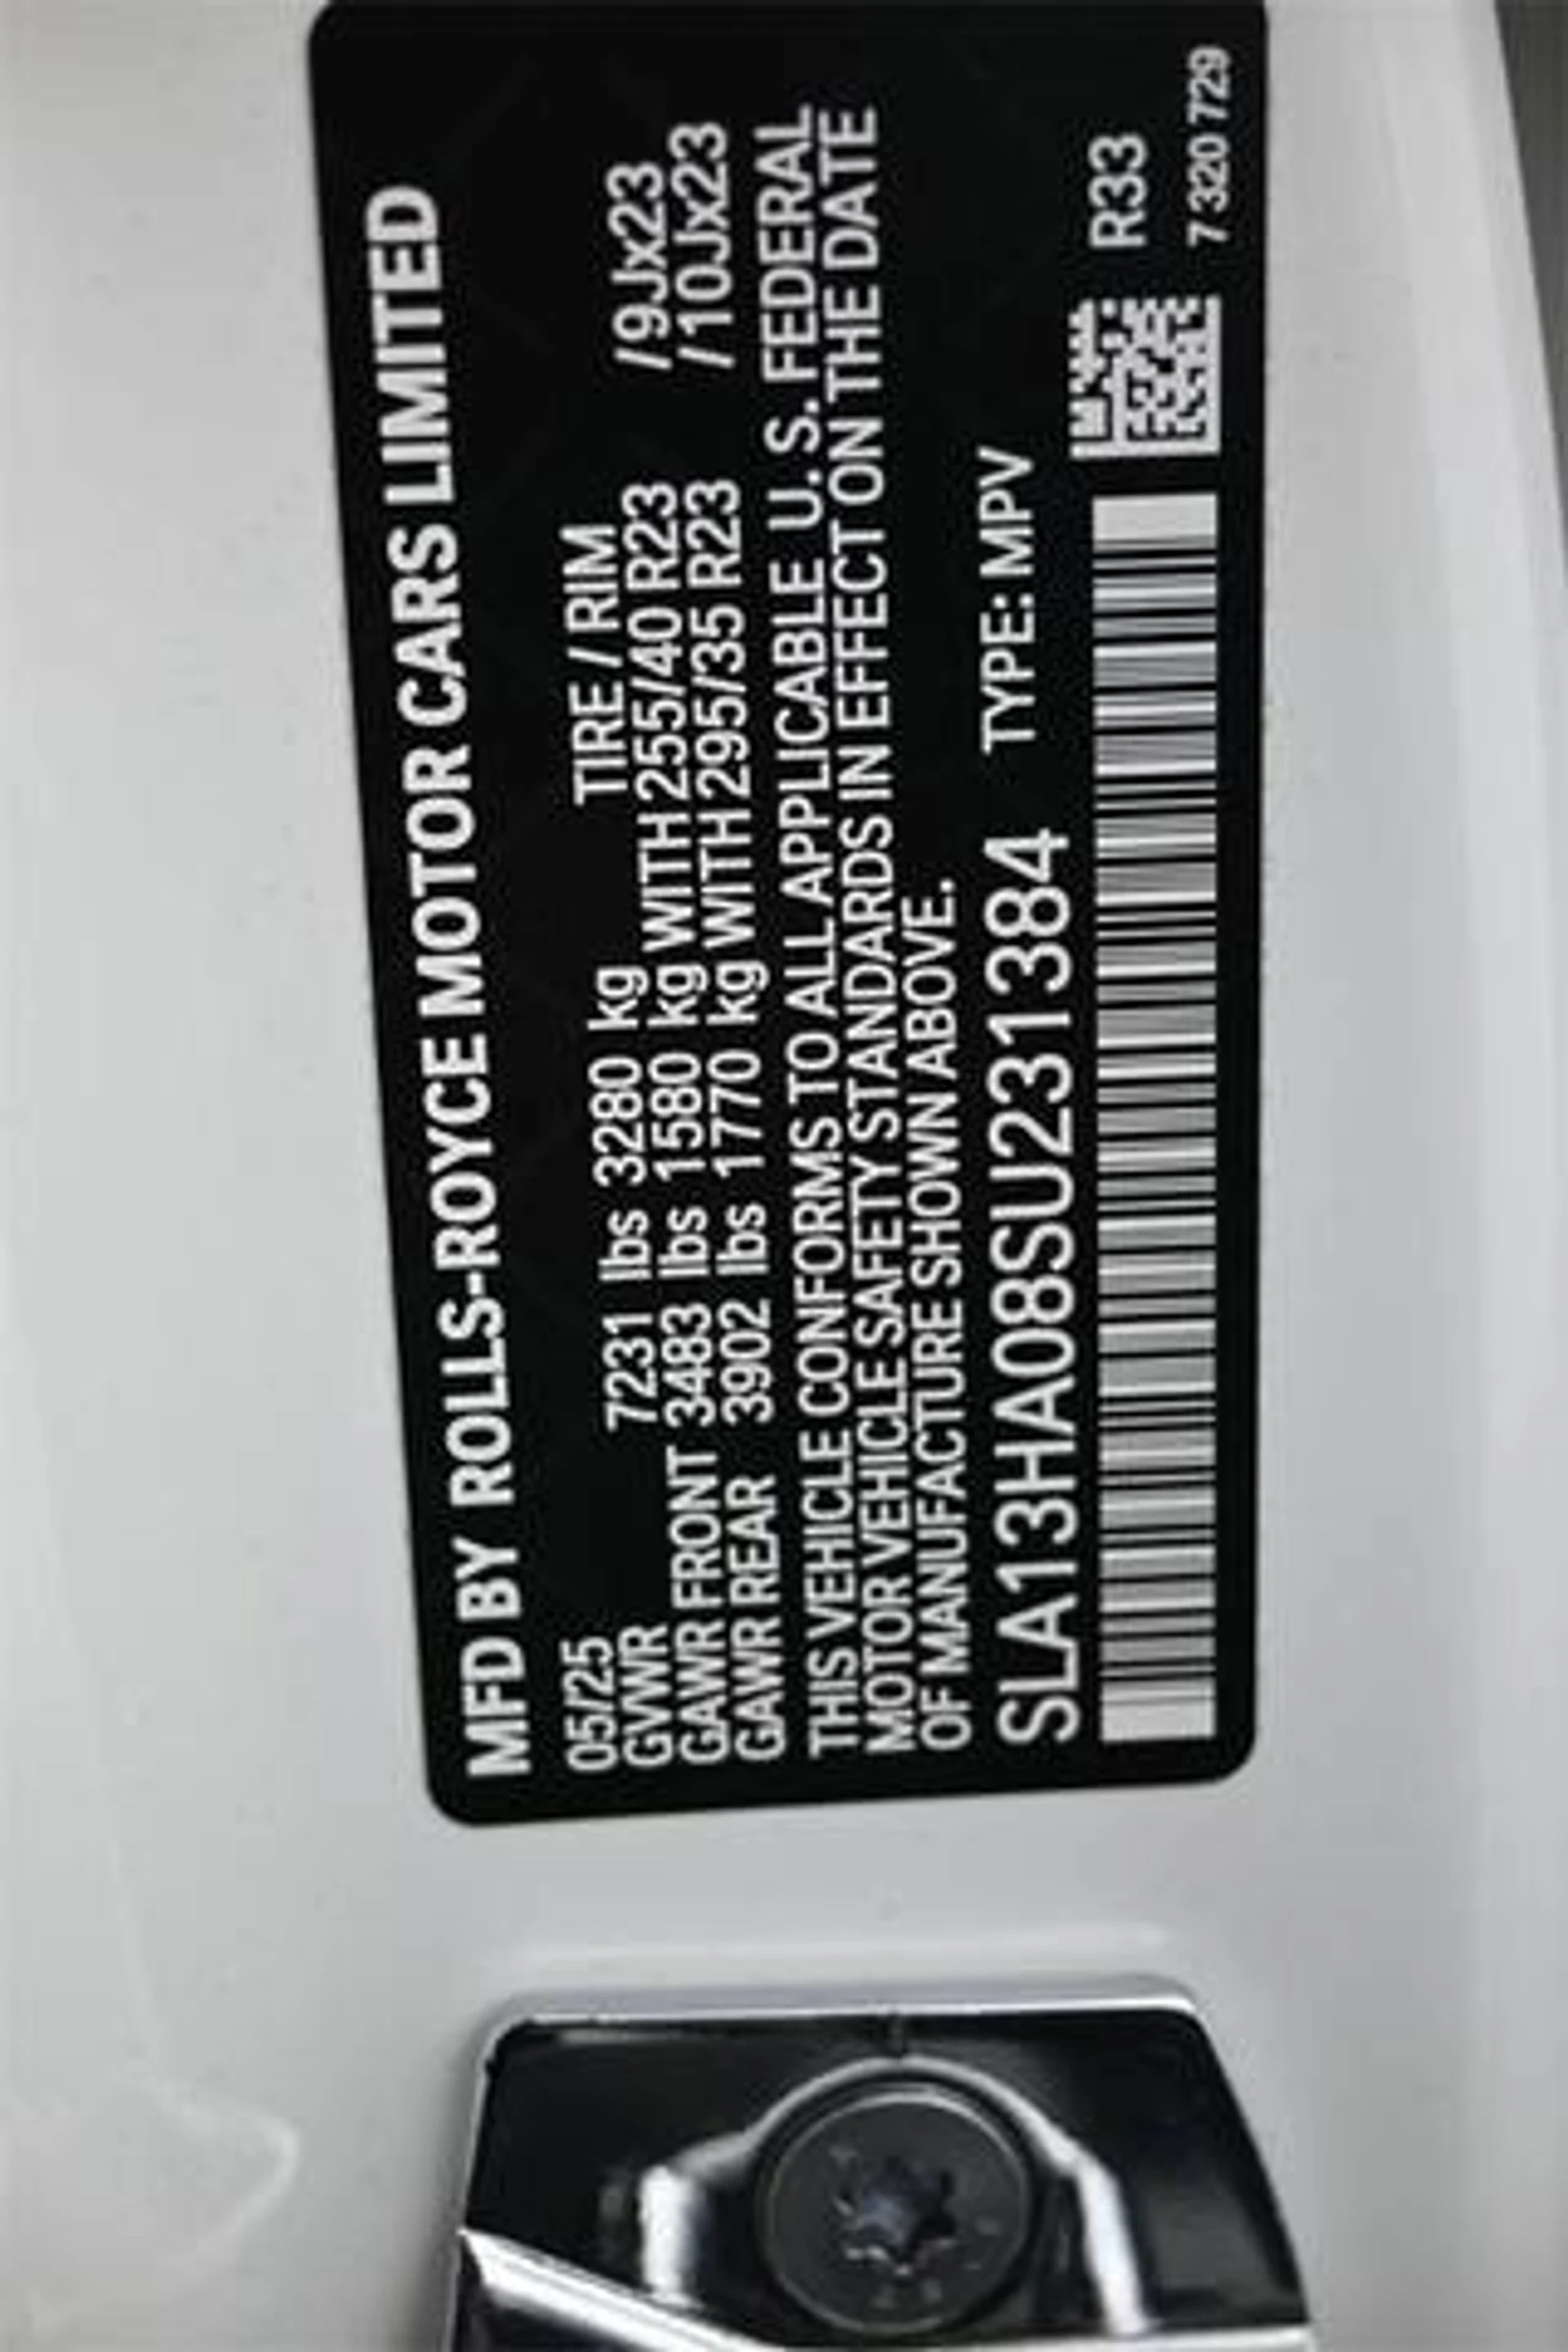 MFD BY ROLLS-ROYCE MOTOR CARS LIMITED
05/25 TIRE / RIM
GVWR 7231 lbs 3280 kg
GAWR FRONT 3483 lbs 1580 kg WITH 255/40 R23 / 9Jx23
GAWR REAR 3902 lbs 1770 kg WITH 295/35 R23 / 10Jx23
THIS VEHICLE CONFORMS TO ALL APPLICABLE U. S. FEDERAL
MOTOR VEHICLE SAFETY STANDARDS IN EFFECT ON THE DATE
OF MANUFACTURE SHOWN ABOVE.
SLA13HA08SU231384 TYPE: MPV
R33
7 320 729